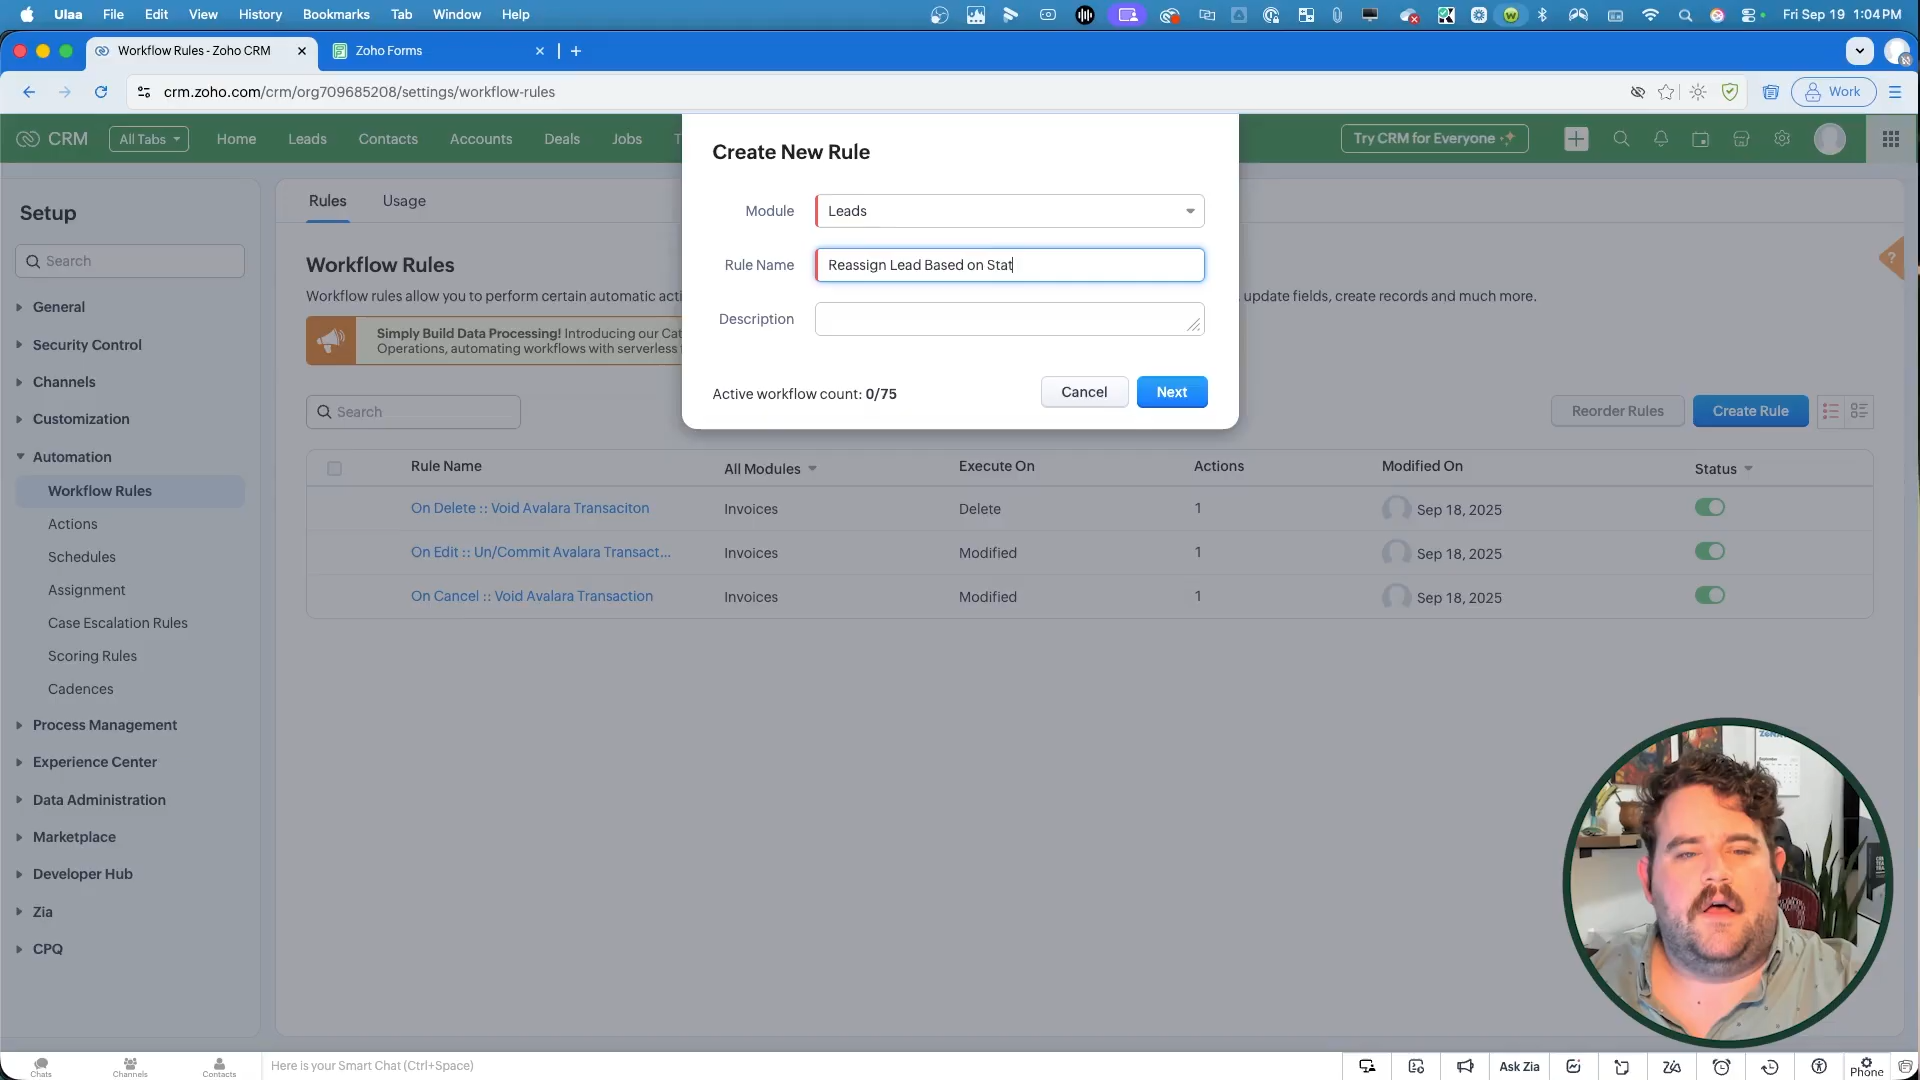 Ulaa File Edit View History Bookmarks Tab Window Help
Fri Sep 19 1:04 PM
Workflow Rules - Zoho CRM
Zoho Forms
crm.zoho.com/crm/org709685208/settings/workflow-rules
Work
CRM
All Tabs
Home
Leads
Contacts
Accounts
Deals
Jobs
T
Try CRM for Everyone
Create New Rule
Module
Leads
Rule Name
Reassign Lead Based on Stat
Description
Active workflow count: 0/75
Cancel
Next
Setup
Search
General
Security Control
Channels
Customization
Automation
Workflow Rules
Actions
Schedules
Assignment
Case Escalation Rules
Scoring Rules
Cadences
Process Management
Experience Center
Data Administration
Marketplace
Developer Hub
Zia
CPQ
Rules
Usage
Workflow Rules
Workflow rules allow you to perform certain automatic acti
, update fields, create records and much more.
?
Simply Build Data Processing! Introducing our Cat
Operations, automating workflows with serverless
Search
Reorder Rules
Create Rule
Rule Name All Modules Execute On Actions Modified On Status
On Delete :: Void Avalara Transaciton Invoices Delete 1 Sep 18, 2025
On Edit :: Un/Commit Avalara Transact... Invoices Modified 1 Sep 18, 2025
On Cancel :: Void Avalara Transaction Invoices Modified 1 Sep 18, 2025
Chats
Channels
Contacts
Here is your Smart Chat (Ctrl+Space)
Ask Zia
Phone